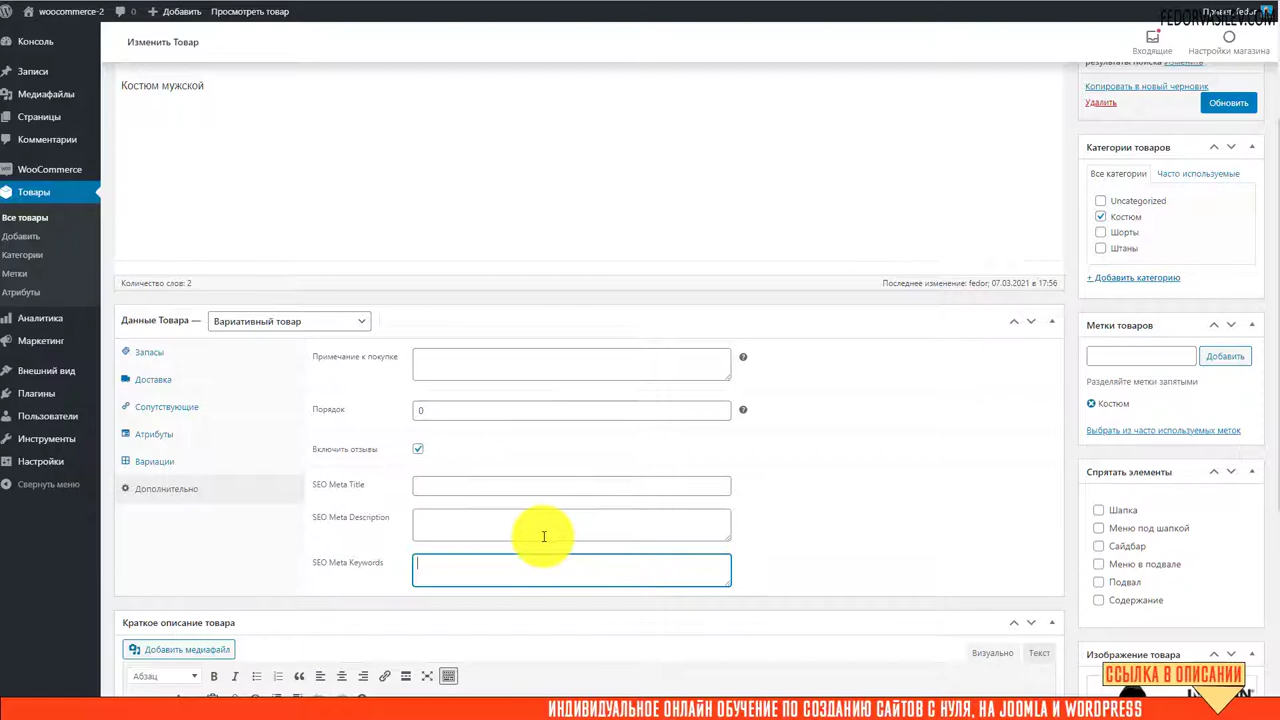 woocommerce-2 0 Добавить Просмотреть товар
FEDORVASILEV.COM
Изменить Товар
Входящие
Настройки магазина
Консоль
Записи
Медиафайлы
Страницы
Комментарии
WooCommerce
Товары
Все товары
Добавить
Категории
Метки
Атрибуты
Аналитика
Маркетинг
Внешний вид
Плагины
Пользователи
Инструменты
Настройки
Свернуть меню
Костюм мужской
Количество слов: 2
Последнее изменение: fedor; 07.03.2021 в 17:56
Данные Товара —
Вариативный товар
Запасы
Доставка
Сопутствующие
Атрибуты
Вариации
Дополнительно
Примечание к покупке
Порядок
0
Включить отзывы
SEO Meta Title
SEO Meta Description
SEO Meta Keywords
Краткое описание товара
Добавить медиафайл
Визуально
Текст
Абзац
результаты поиска Изменить
Копировать в новый черновик
Удалить
Обновить
Категории товаров
Все категории
Часто используемые
Uncategorized
Костюм
Шорты
Штаны
+ Добавить категорию
Метки товаров
Добавить
Разделяйте метки запятыми
Костюм
Выбрать из часто используемых меток
Спрятать элементы
Шапка
Меню под шапкой
Сайдбар
Меню в подвале
Подвал
Содержание
Изображение товара
ССЫЛКА В ОПИСАНИИ
ИНДИВИДУАЛЬНОЕ ОНЛАЙН ОБУЧЕНИЕ ПО СОЗДАНИЮ САЙТОВ С НУЛЯ, НА JOOMLA И WORDPRESS